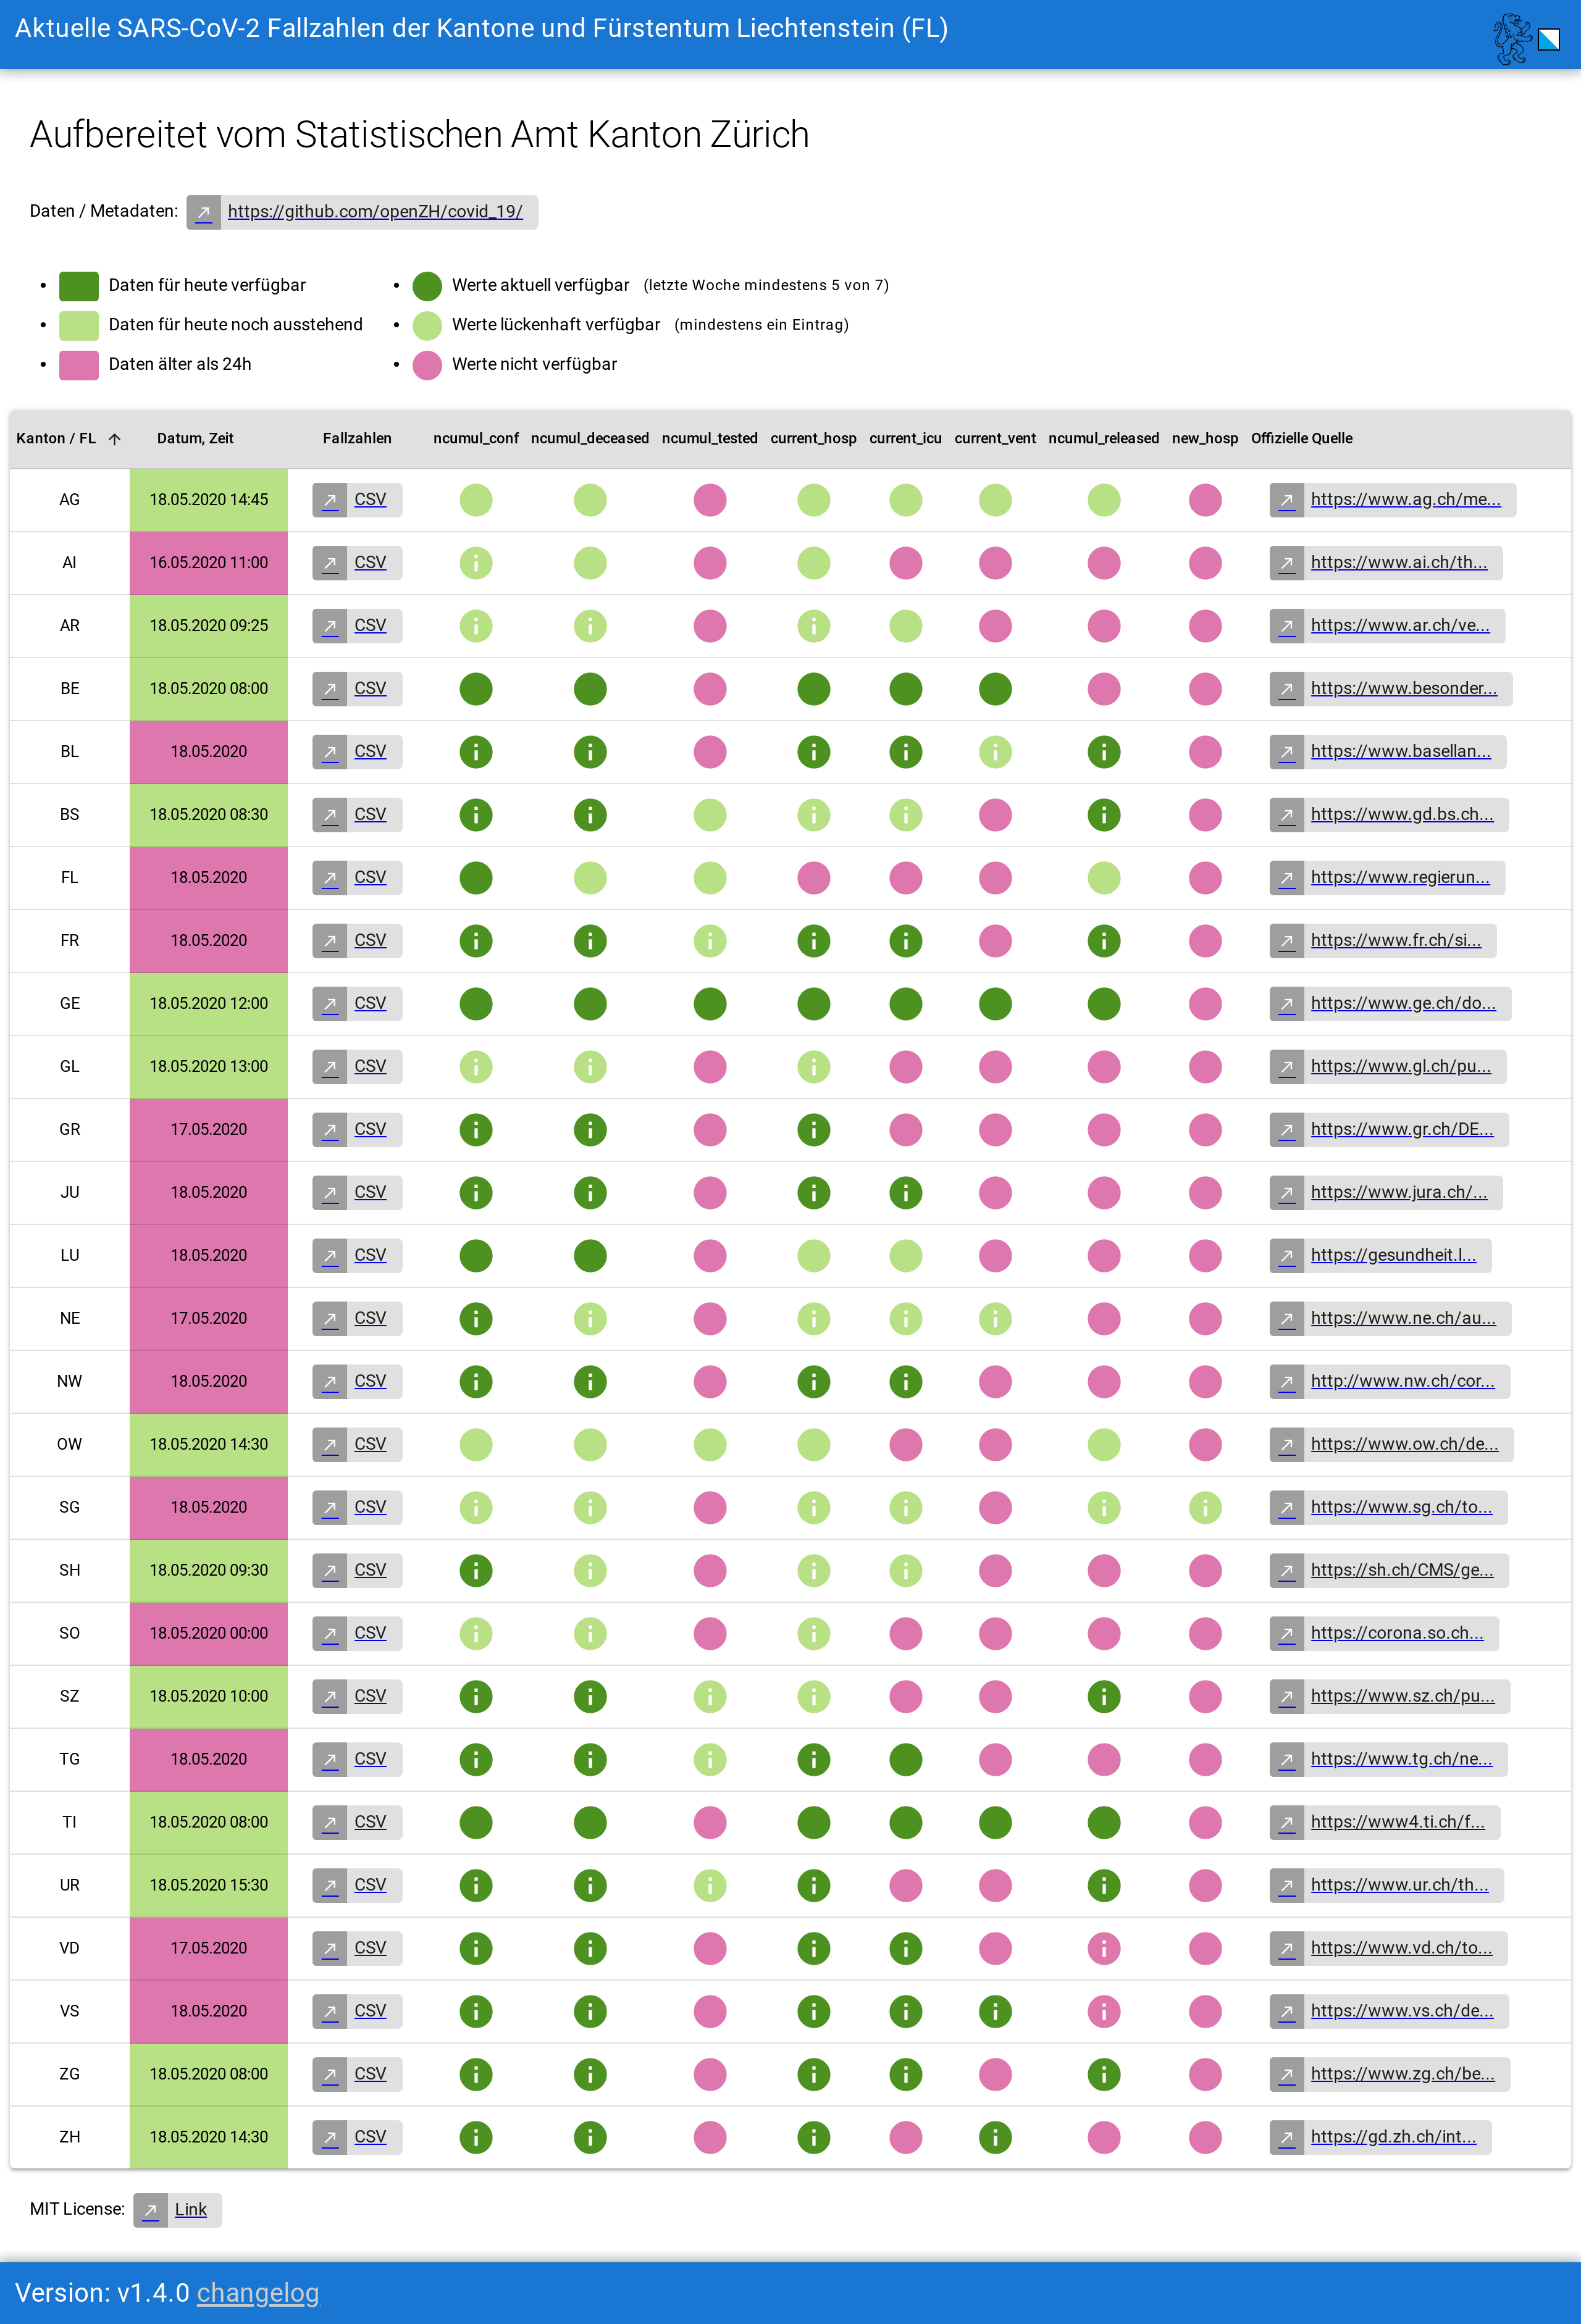 Aktuelle SARS-CoV-2 Fallzahlen der Kantone und Fürstentum Liechtenstein (FL)
Aufbereitet vom Statistischen Amt Kanton Zürich
Daten / Metadaten: https://github.com/openZH/covid_19/
Daten für heute verfügbar
Daten für heute noch ausstehend
Daten älter als 24h
Werte aktuell verfügbar (letzte Woche mindestens 5 von 7)
Werte lückenhaft verfügbar (mindestens ein Eintrag)
Werte nicht verfügbar
Kanton / FL Datum, Zeit Fallzahlen ncumul_conf ncumul_deceased ncumul_tested current_hosp current_icu current_vent ncumul_released new_hosp Offizielle Quelle
AG 18.05.2020 14:45 CSV https://www.ag.ch/me...
AI 16.05.2020 11:00 CSV https://www.ai.ch/th...
AR 18.05.2020 09:25 CSV https://www.ar.ch/ve...
BE 18.05.2020 08:00 CSV https://www.besonder...
BL 18.05.2020 CSV https://www.basellan...
BS 18.05.2020 08:30 CSV https://www.gd.bs.ch...
FL 18.05.2020 CSV https://www.regierun...
FR 18.05.2020 CSV https://www.fr.ch/si...
GE 18.05.2020 12:00 CSV https://www.ge.ch/do...
GL 18.05.2020 13:00 CSV https://www.gl.ch/pu...
GR 17.05.2020 CSV https://www.gr.ch/DE...
JU 18.05.2020 CSV https://www.jura.ch/...
LU 18.05.2020 CSV https://gesundheit.l...
NE 17.05.2020 CSV https://www.ne.ch/au...
NW 18.05.2020 CSV http://www.nw.ch/cor...
OW 18.05.2020 14:30 CSV https://www.ow.ch/de...
SG 18.05.2020 CSV https://www.sg.ch/to...
SH 18.05.2020 09:30 CSV https://sh.ch/CMS/ge...
SO 18.05.2020 00:00 CSV https://corona.so.ch...
SZ 18.05.2020 10:00 CSV https://www.sz.ch/pu...
TG 18.05.2020 CSV https://www.tg.ch/ne...
TI 18.05.2020 08:00 CSV https://www4.ti.ch/f...
UR 18.05.2020 15:30 CSV https://www.ur.ch/th...
VD 17.05.2020 CSV https://www.vd.ch/to...
VS 18.05.2020 CSV https://www.vs.ch/de...
ZG 18.05.2020 08:00 CSV https://www.zg.ch/be...
ZH 18.05.2020 14:30 CSV https://gd.zh.ch/int...
MIT License: Link
Version: v1.4.0 changelog